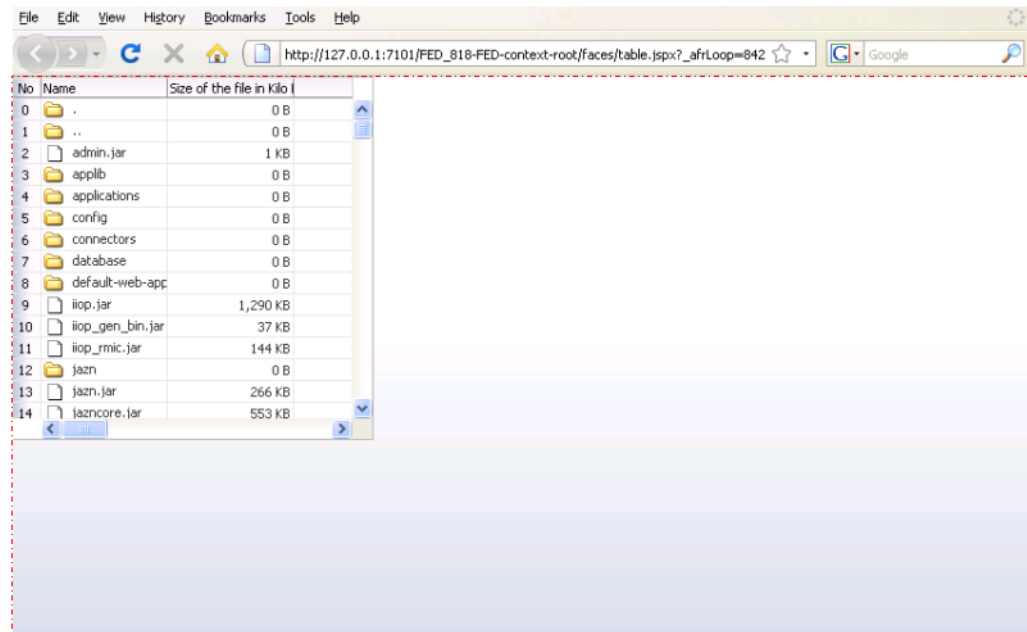 File Edit View History Bookmarks Tools Help
http://127.0.0.1:7101/FED_818-FED-context-root/faces/table.jspx?_afrLoop=842 G Google
No Name Size of the file in Kilo
0 . 0 B
1 .. 0 B
2 admin.jar 1 KB
3 applib 0 B
4 applications 0 B
5 config 0 B
6 connectors 0 B
7 database 0 B
8 default-web-app 0 B
9 iiop.jar 1,290 KB
10 iiop_gen_bin.jar 37 KB
11 iiop_rmic.jar 144 KB
12 jazn 0 B
13 jazn.jar 266 KB
14 jazncore.jar 553 KB